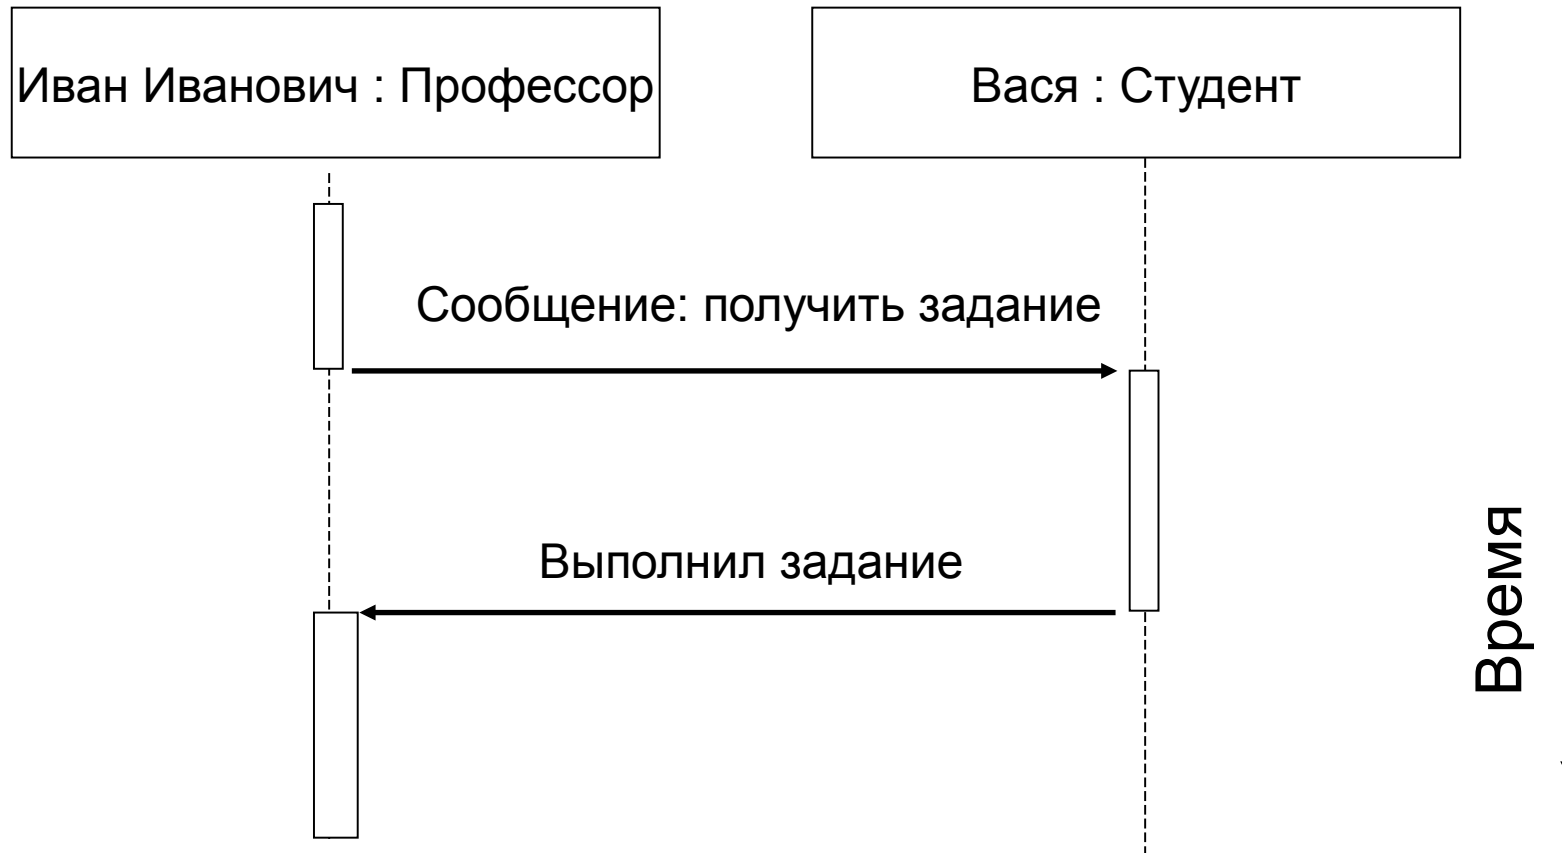 Иван Иванович : Профессор
Вася : Студент
Сообщение: получить задание
Выполнил задание
Время